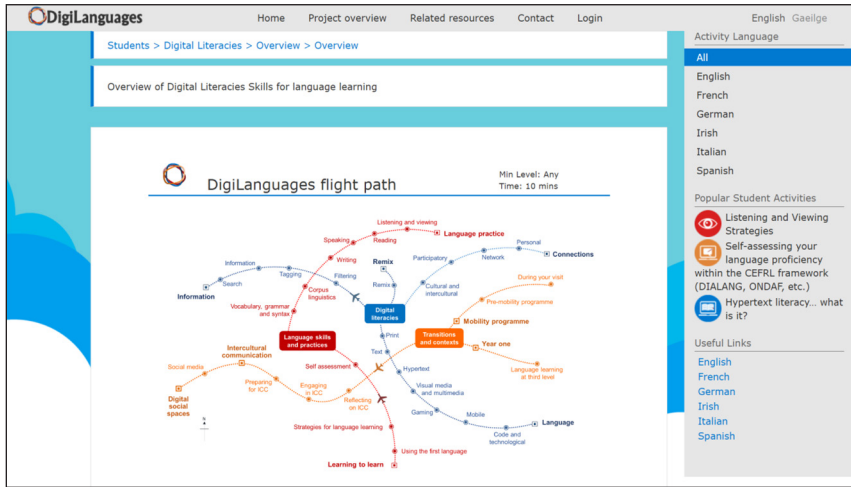 DigiLanguages
Home Project overview Related resources Contact Login
English Gaeilge
Students > Digital Literacies > Overview > Overview
Overview of Digital Literacies Skills for language learning
DigiLanguages flight path
Min Level: Any
Time: 10 mins
Listening and viewing
Language practice
Speaking
Reading
Writing
Corpus
linguistics
Vocabulary, grammar
and syntax
Language skills
and practices
Self assessment
Strategies for language learning
Using the first language
Learning to learn
Information
Search
Information
Tagging
Filtering
Remix
Remix
Digital
literacies
Participatory
Cultural and
intercultural
Network
Personal
Connections
Print
Text
Hypertext
Visual media
and multimedia
Gaming
Mobile
Code and
technological
Language
During your visit
Pre-mobility programme
Mobility programme
Transitions
and contexts
Year one
Language learning
at third level
Intercultural
communication
Social media
Digital
social
spaces
Preparing
for ICC
Engaging
in ICC
Reflecting
on ICC
Activity Language
All
English
French
German
Irish
Italian
Spanish
Popular Student Activities
Listening and Viewing
Strategies
Self-assessing your
language proficiency
within the CEFRL framework
(DIALANG, ONDAF, etc.)
Hypertext literacy... what
is it?
Useful Links
English
French
German
Irish
Italian
Spanish